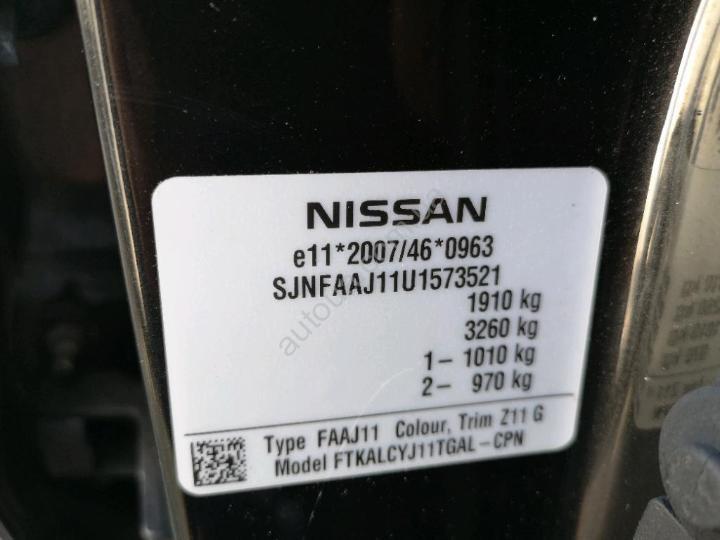 NISSAN
e11*2007/46*0963
SJNFAAJ11U1573521
1910 kg
3260 kg
1– 1010 kg
2– 970 kg
Type FAAJ11 Colour, Trim Z11 G
Model FTKALCYJ11TGAL–CPN